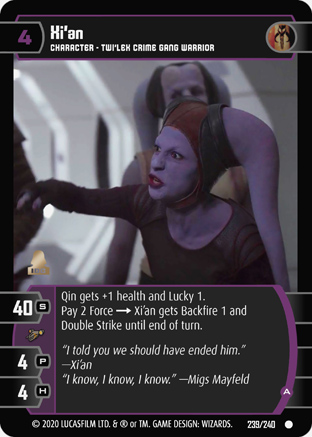 4
Xi'an
CHARACTER - TWI'LEK CRIME GANG WARRIOR
40 S
4 P
4 H
Qin gets +1 health and Lucky 1.
Pay 2 Force → Xi'an gets Backfire 1 and
Double Strike until end of turn.
“I told you we should have ended him.”
—Xi'an
“I know, I know, I know.” —Migs Mayfeld
A
© 2020 LUCASFILM LTD. & ® or TM. GAME DESIGN: WIZARDS.
239/240